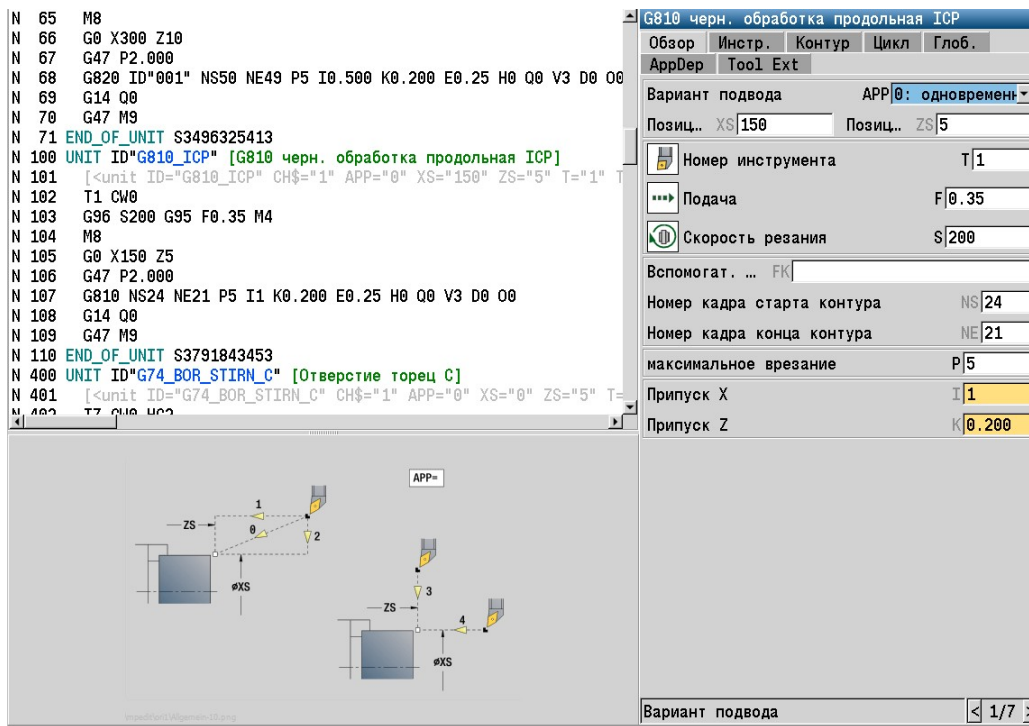 N 65 M8
N 66 G0 X300 Z10
N 67 G47 P2.000
N 68 G820 ID"001" NS50 NE49 P5 I0.500 K0.200 E0.25 H0 Q0 V3 D0 O0
N 69 G14 Q0
N 70 G47 M9
N 71 END_OF_UNIT S3496325413
N 100 UNIT ID"G810_ICP" [G810 черн. обработка продольная ICP]
N 101 [<unit ID="G810_ICP" CH$="1" APP="0" XS="150" ZS="5" T="1" T
N 102 T1 CW0
N 103 G96 S200 G95 F0.35 M4
N 104 M8
N 105 G0 X150 Z5
N 106 G47 P2.000
N 107 G810 NS24 NE21 P5 I1 K0.200 E0.25 H0 Q0 V3 D0 O0
N 108 G14 Q0
N 109 G47 M9
N 110 END_OF_UNIT S3791843453
N 400 UNIT ID"G74_BOR_STIRN_C" [Отверстие торец C]
N 401 [<unit ID="G74_BOR_STIRN_C" CH$="1" APP="0" XS="0" ZS="5" T=
N 402 T7 CW0 HC2
G810 черн. обработка продольная ICP
Обзор Инстр. Контур Цикл Глоб.
AppDep Tool Ext
Вариант подвода APP 0: одновременн
Позиц… XS 150 Позиц… ZS 5
Номер инструмента T 1
Подача F 0.35
Скорость резания S 200
Вспомогат. … FK
Номер кадра старта контура NS 24
Номер кадра конца контура NE 21
максимальное врезание P 5
Припуск X I 1
Припуск Z K 0.200
APP=
1
ZS
0
2
øXS
3
ZS
4
øXS
Вариант подвода < 1/7 >